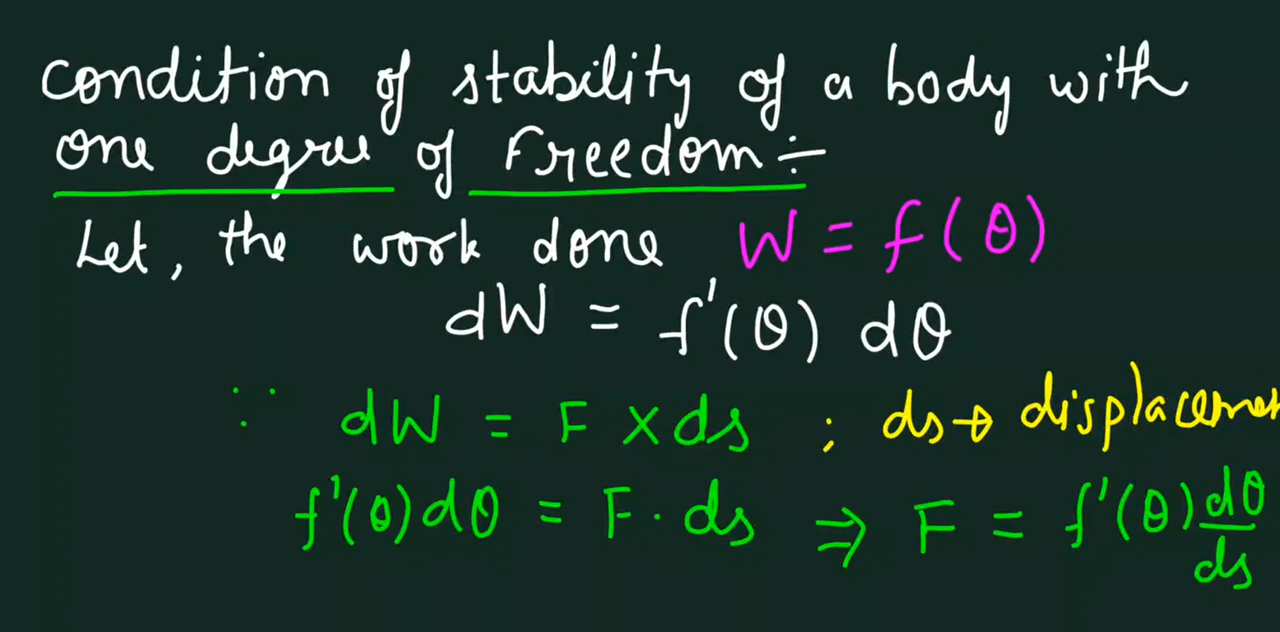 condition of stability of a body with
one degree of Freedom :-
Let, the work done W = f(θ)
dW = f'(θ) dθ
∵ dW = F × ds ; ds → displacemen
f'(θ)dθ = F · ds ⇒ F = f'(θ) dθ/ds